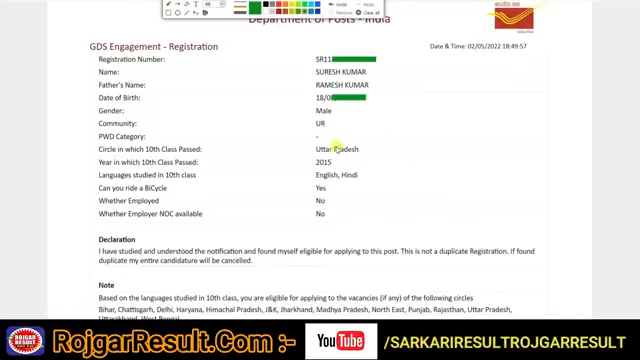 Department of Posts - India
GDS Engagement - Registration
Date & Time: 02/05/2022 18:49:57
Registration Number: SR11
Name: SURESH KUMAR
Father's Name: RAMESH KUMAR
Date of Birth: 18/05
Gender: Male
Community: UR
PWD Category: -
Circle in which 10th Class Passed: Uttar Pradesh
Year in which 10th Class Passed: 2015
Languages studied in 10th class English, Hindi
Can you ride a BiCycle Yes
Whether Employed No
Whether Employer NOC available No
Declaration
I have studied and understood the notification and found myself eligible for applying to this post. This is not a duplicate Registration. If found
duplicate my entire candidature will be cancelled.
Note
Based on the languages studied in 10th class, you are eligible for applying to the vacancies (if any) of the following circles
Bihar, Chattisgarh, Delhi, Haryana, Himachal Pradesh, J&K, Jharkhand, Madhya Pradesh, North East, Punjab, Rajasthan, Uttar Pradesh,
Uttarakhand, West Bengal
RojgarResult.Com :- You Tube /SARKARIRESULTROJGARRESULT
Undo
Redo
Clear all